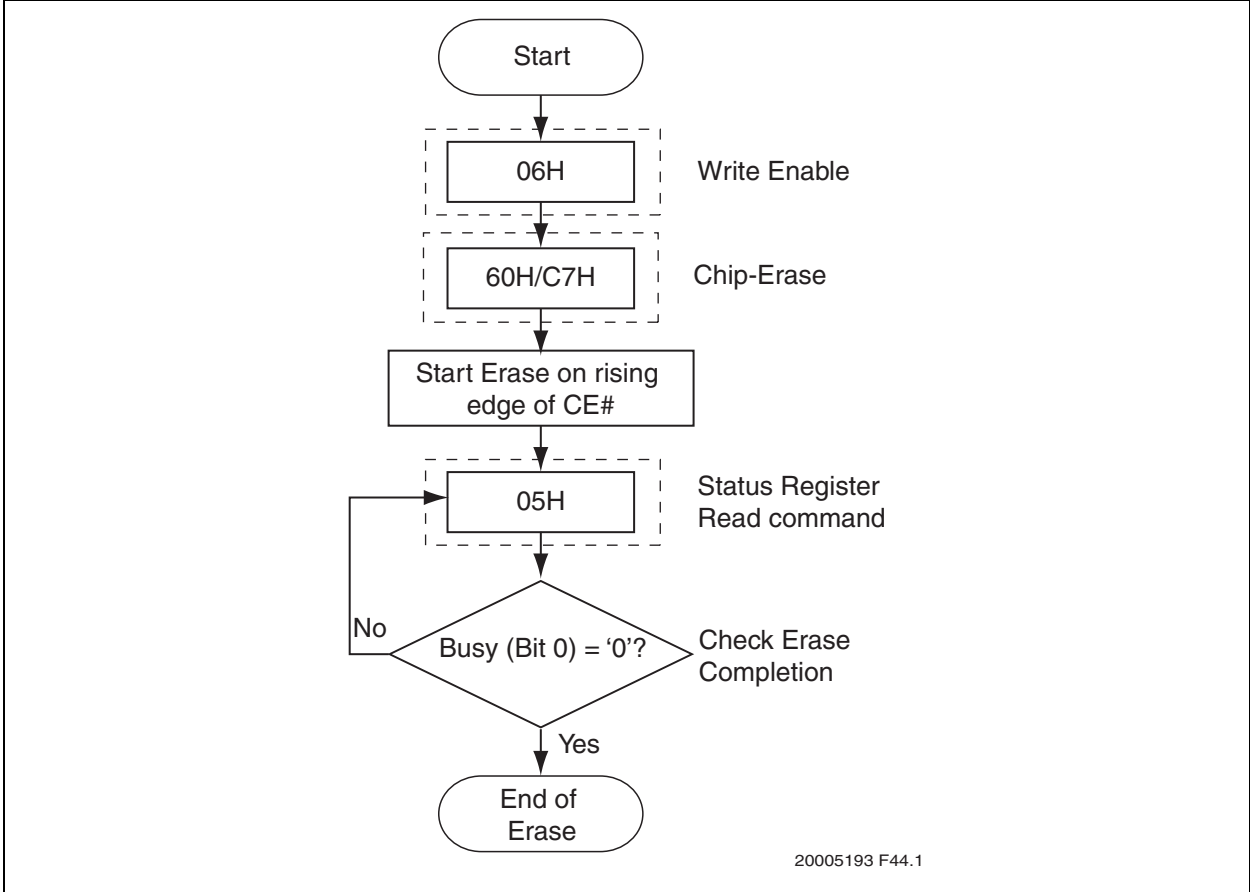 Start
06H
Write Enable
60H/C7H
Chip-Erase
Start Erase on rising
edge of CE#
05H
Status Register
Read command
No
Busy (Bit 0) = ‘0’?
Check Erase
Completion
Yes
End of
Erase
20005193 F44.1